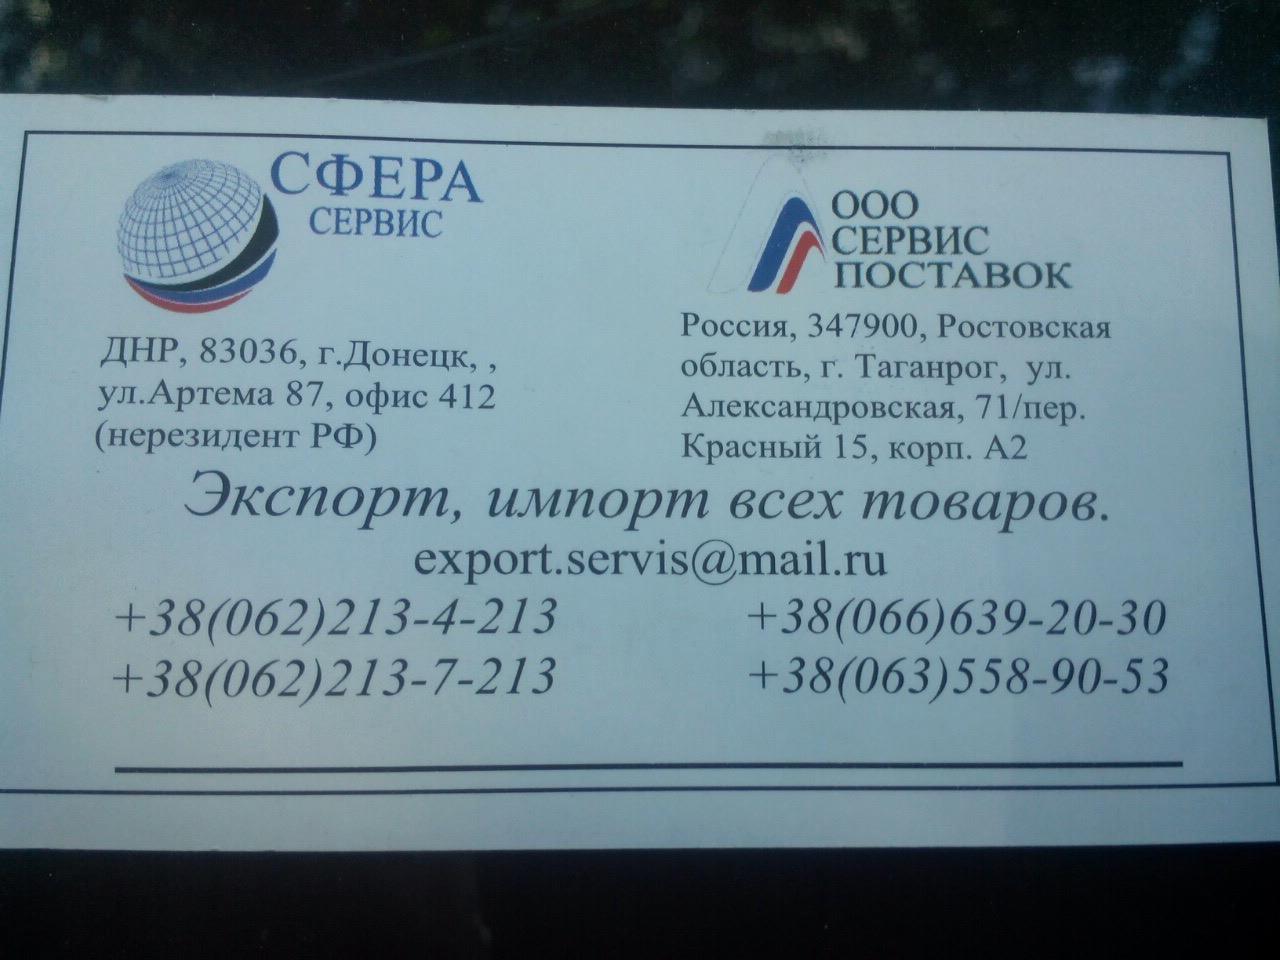 СФЕРА
СЕРВИС
ДНР, 83036, г.Донецк, ,
ул.Артема 87, офис 412
(нерезидент РФ)
ООО
СЕРВИС
ПОСТАВОК
Россия, 347900, Ростовская
область, г. Таганрог, ул.
Александровская, 71/пер.
Красный 15, корп. А2
Экспорт, импорт всех товаров.
export.servis@mail.ru
+38(062)213-4-213
+38(066)639-20-30
+38(062)213-7-213
+38(063)558-90-53